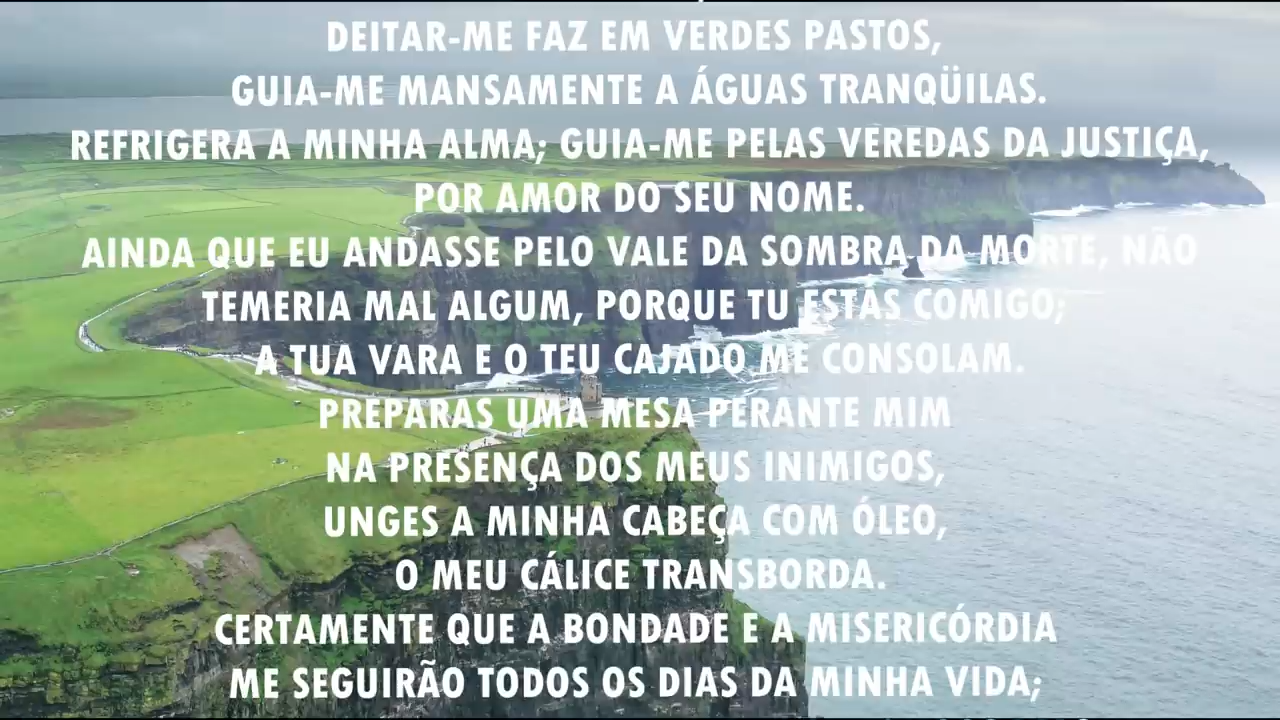 DEITAR-ME FAZ EM VERDES PASTOS,
GUIA-ME MANSAMENTE A ÁGUAS TRANQÜILAS.
REFRIGERA A MINHA ALMA; GUIA-ME PELAS VEREDAS DA JUSTIÇA,
POR AMOR DO SEU NOME.
AINDA QUE EU ANDASSE PELO VALE DA SOMBRA DA MORTE, NÃO
TEMERIA MAL ALGUM, PORQUE TU ESTAS COMIGO;
A TUA VARA E O TEU CAJADO ME CONSOLAM.
PREPARAS UMA MESA PERANTE MIM
NA PRESENÇA DOS MEUS INIMIGOS,
UNGES A MINHA CABEÇA COM ÓLEO,
O MEU CÁLICE TRANSBORDA.
CERTAMENTE QUE A BONDADE E A MISERICÓRDIA
ME SEGUIRÃO TODOS OS DIAS DA MINHA VIDA;